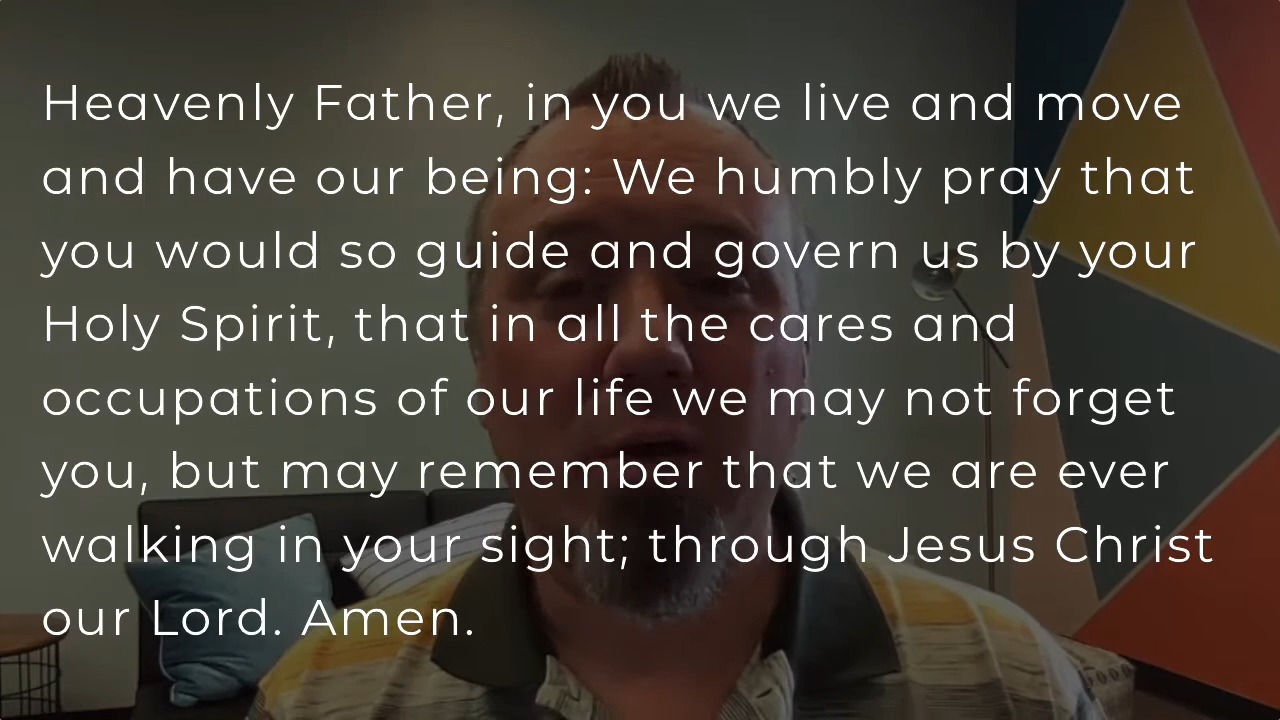 Heavenly Father, in you we live and move
and have our being: We humbly pray that
you would so guide and govern us by your
Holy Spirit, that in all the cares and
occupations of our life we may not forget
you, but may remember that we are ever
walking in your sight; through Jesus Christ
our Lord. Amen.